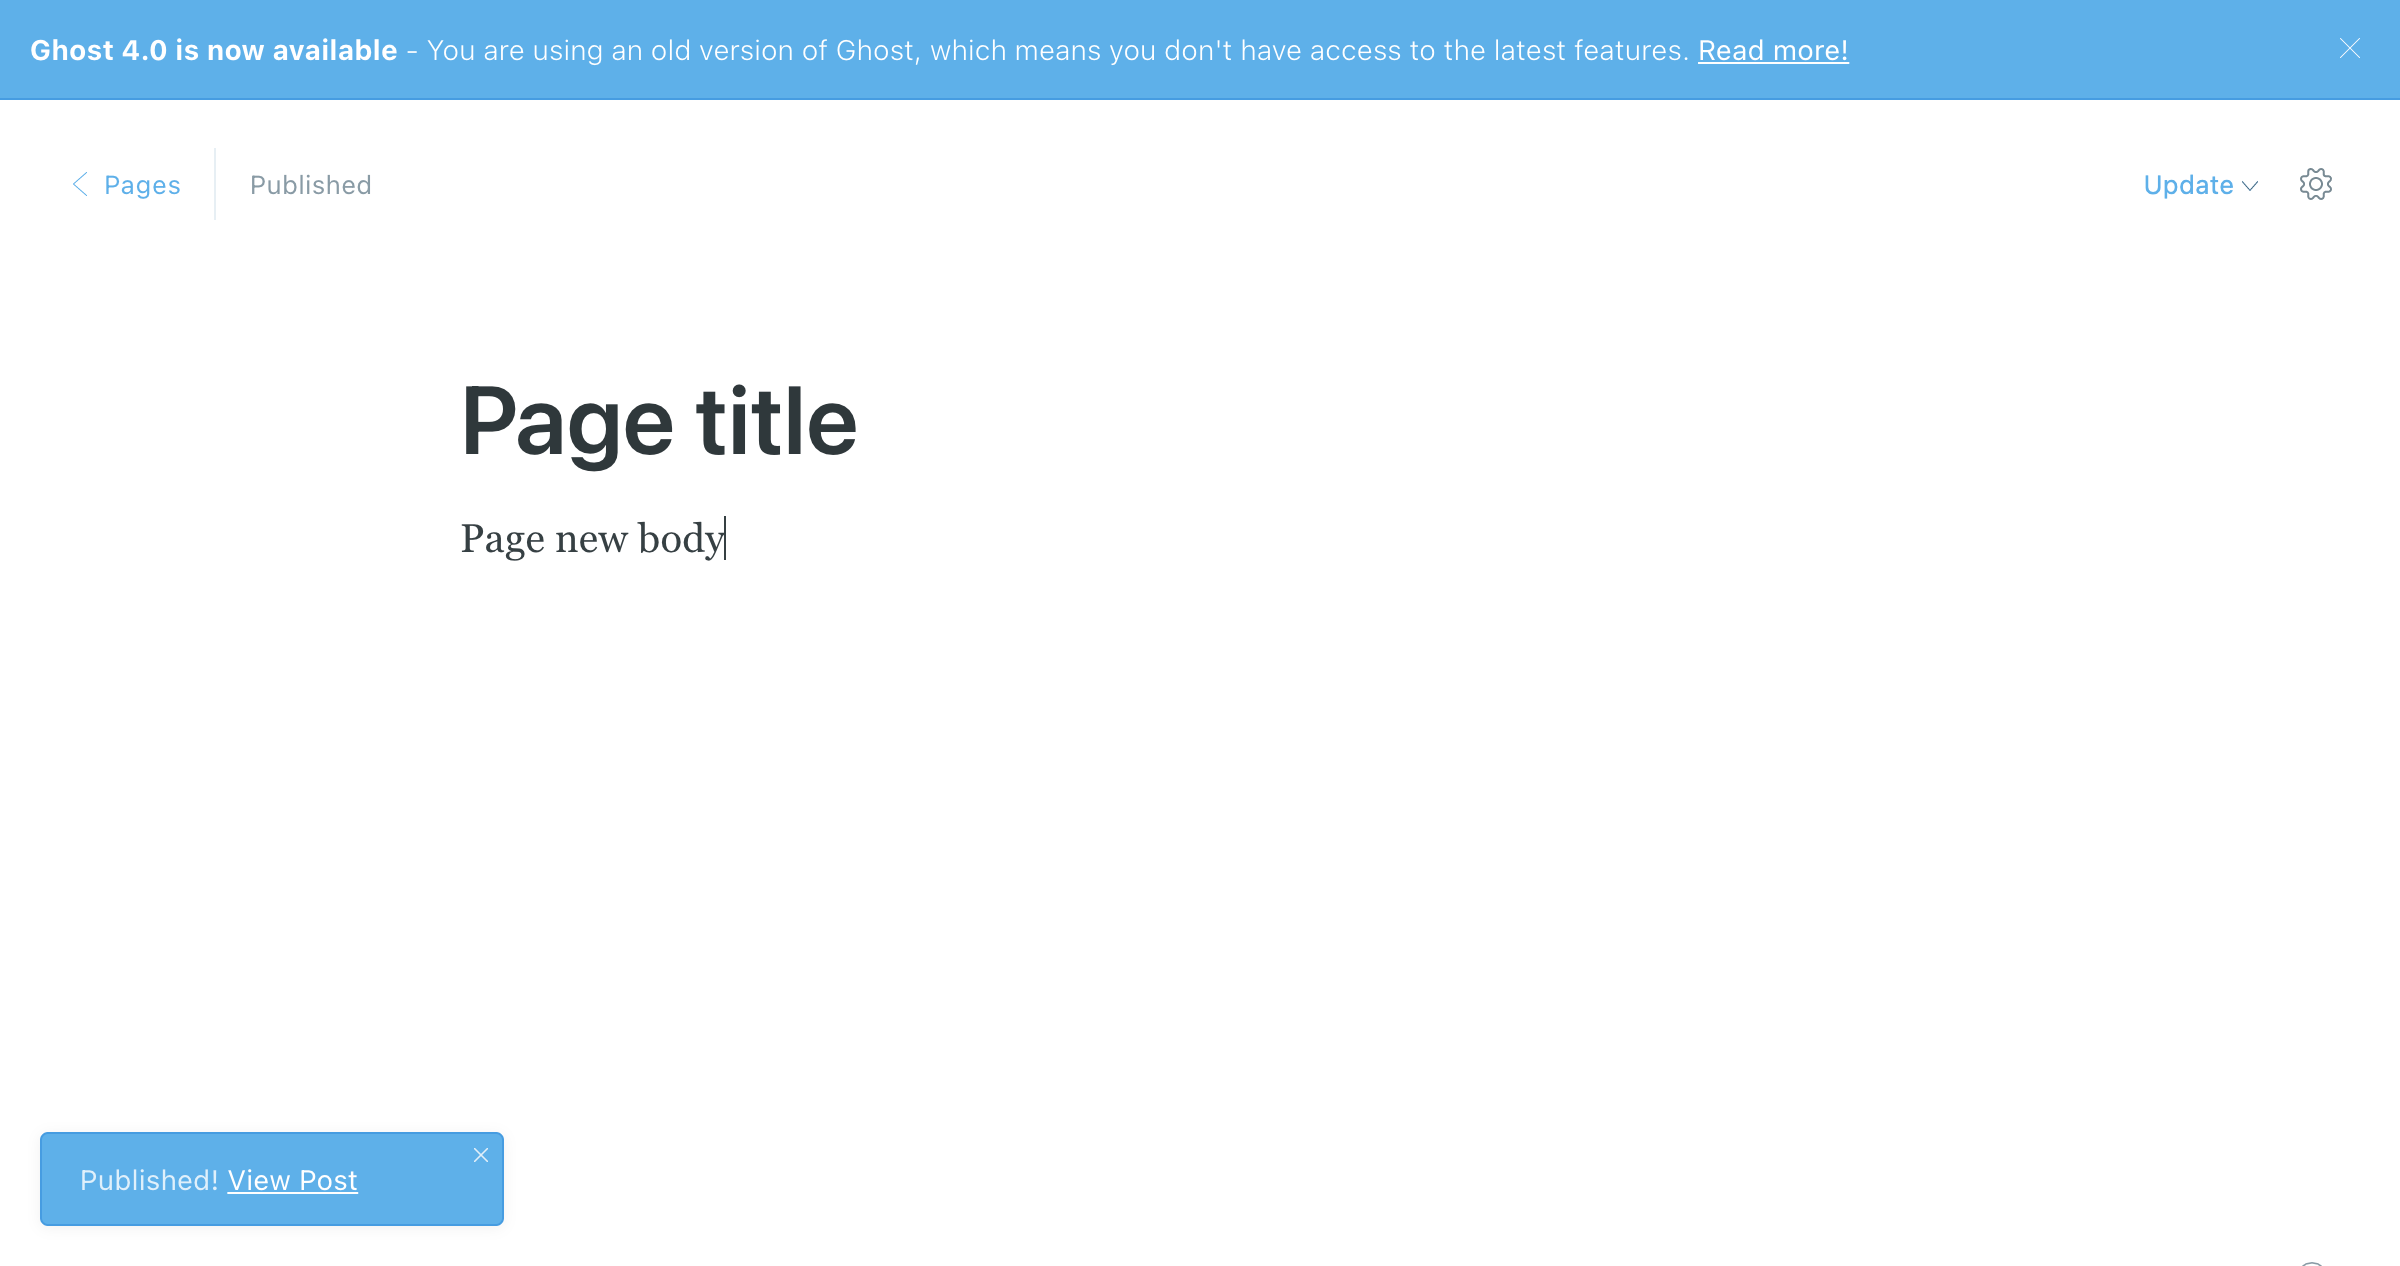 Ghost 4.0 is now available - You are using an old version of Ghost, which means you don't have access to the latest features. Read more!
Pages
Published
Update
Page title
Page new body
Published! View Post